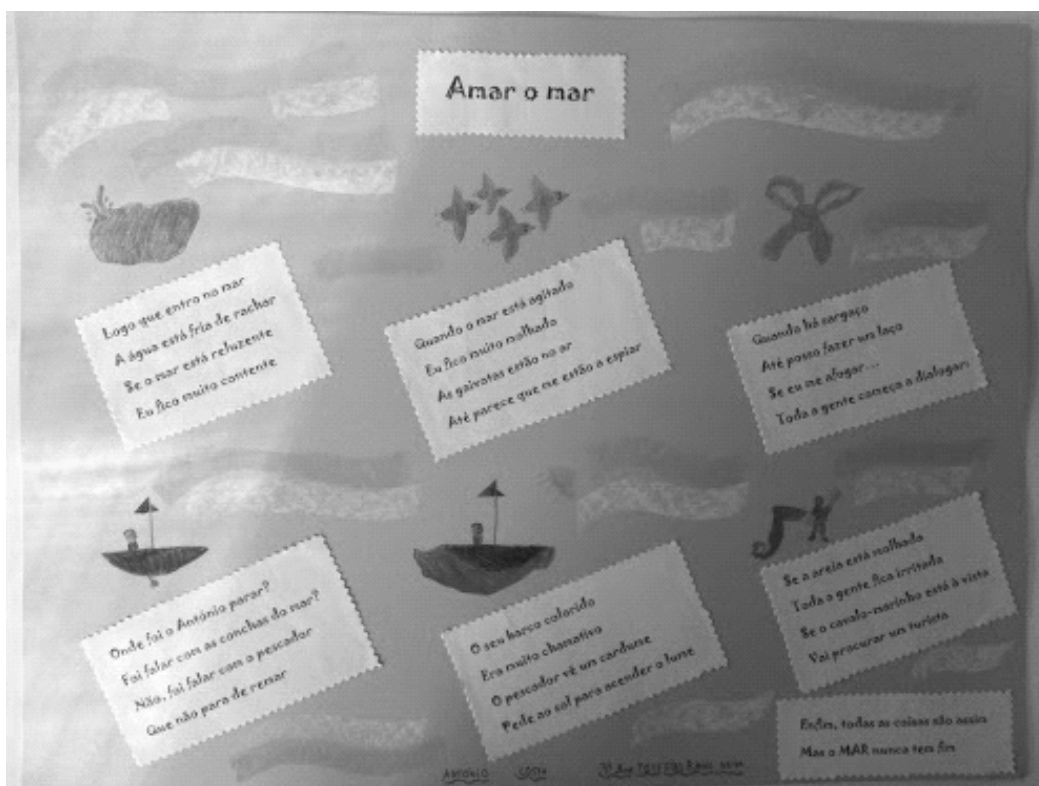 Amar o mar
Logo que entro no mar
A água está fria de rachar
Se o mar está reluzente
Eu fico muito contente
Quando o mar está agitado
Eu fico muito molhado
As gaivotas estão no ar
Até parece que me estão a espiar
Quando há sargaço
Até posso fazer um laço
Se eu me afogar...
Toda a gente começa a dialogar.
Onde foi o António parar?
Foi falar com as conchas do mar?
Não, foi falar com o pescador
Que não para de remar
O seu barco colorido
Era muito chamativo
O pescador vê um cardume
Pede ao sol para acender o lume
Se a areia está molhada
Toda a gente fica irritada
Se o cavalo-marinho está à vista
Vai procurar um turista
Enfim, todas as coisas são assim
Mas o MAR nunca tem fim
António